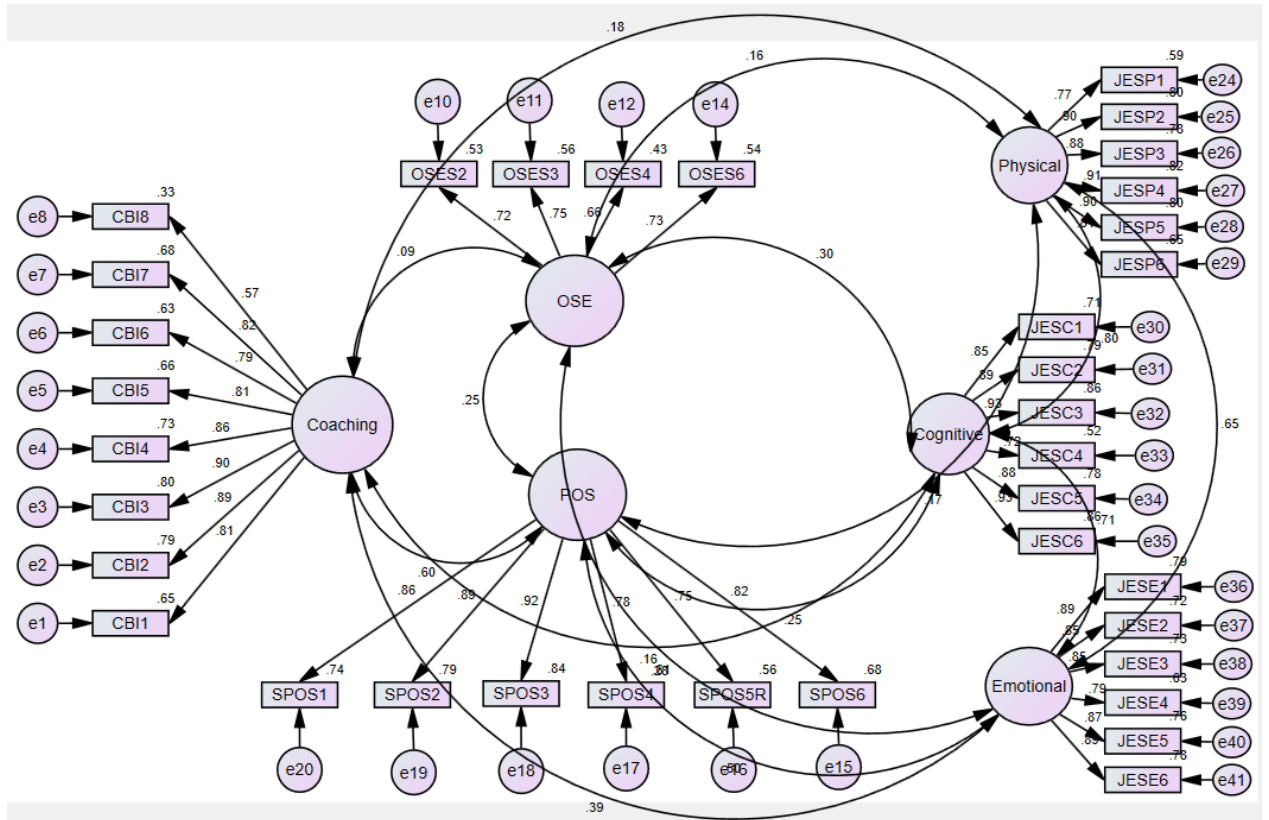 .18
.59
.16
e10
e11
e12
e14
JESP1
e24
.77
.80
JESP2
e25
.90
.78
.53
.56
.43
.54
.88
JESP3
e26
Physical
.82
OSES2
OSES3
OSES4
OSES6
.91
JESP4
e27
.33
.90
.80
e8
CBI8
.72
.75
.66
.73
JESP5
e28
.65
.68
.09
.30
JESP6
e29
e7
CBI7
.57
OSE
.71
.63
.82
JESC1
e30
.80
e6
CBI6
.79
.85
.79
.66
JESC2
e31
e5
CBI5
.81
.89
.86
.25
.93
JESC3
e32
.73
.86
Coaching
Cognitive
.52
.65
e4
CBI4
.72
JESC4
e33
.80
.90
.88
.78
e3
CBI3
.89
POS
.17
.93
JESC5
e34
.79
.81
.86
.71
e2
CBI2
.60
JESC6
e35
.65
.86
.89
.92
.78
.75
.82
.25
.79
e1
CBI1
.89
JESE1
e36
.72
.85
JESE2
e37
.16
.73
.74
.79
.84
.56
.68
.85
JESE3
e38
SPOS1
SPOS2
SPOS3
SPOS4
SPOS5R
SPOS6
Emotional
.63
.79
JESE4
e39
.76
.87
JESE5
e40
e20
e19
e18
e17
e16
e15
.50
.89
.78
JESE6
e41
.39